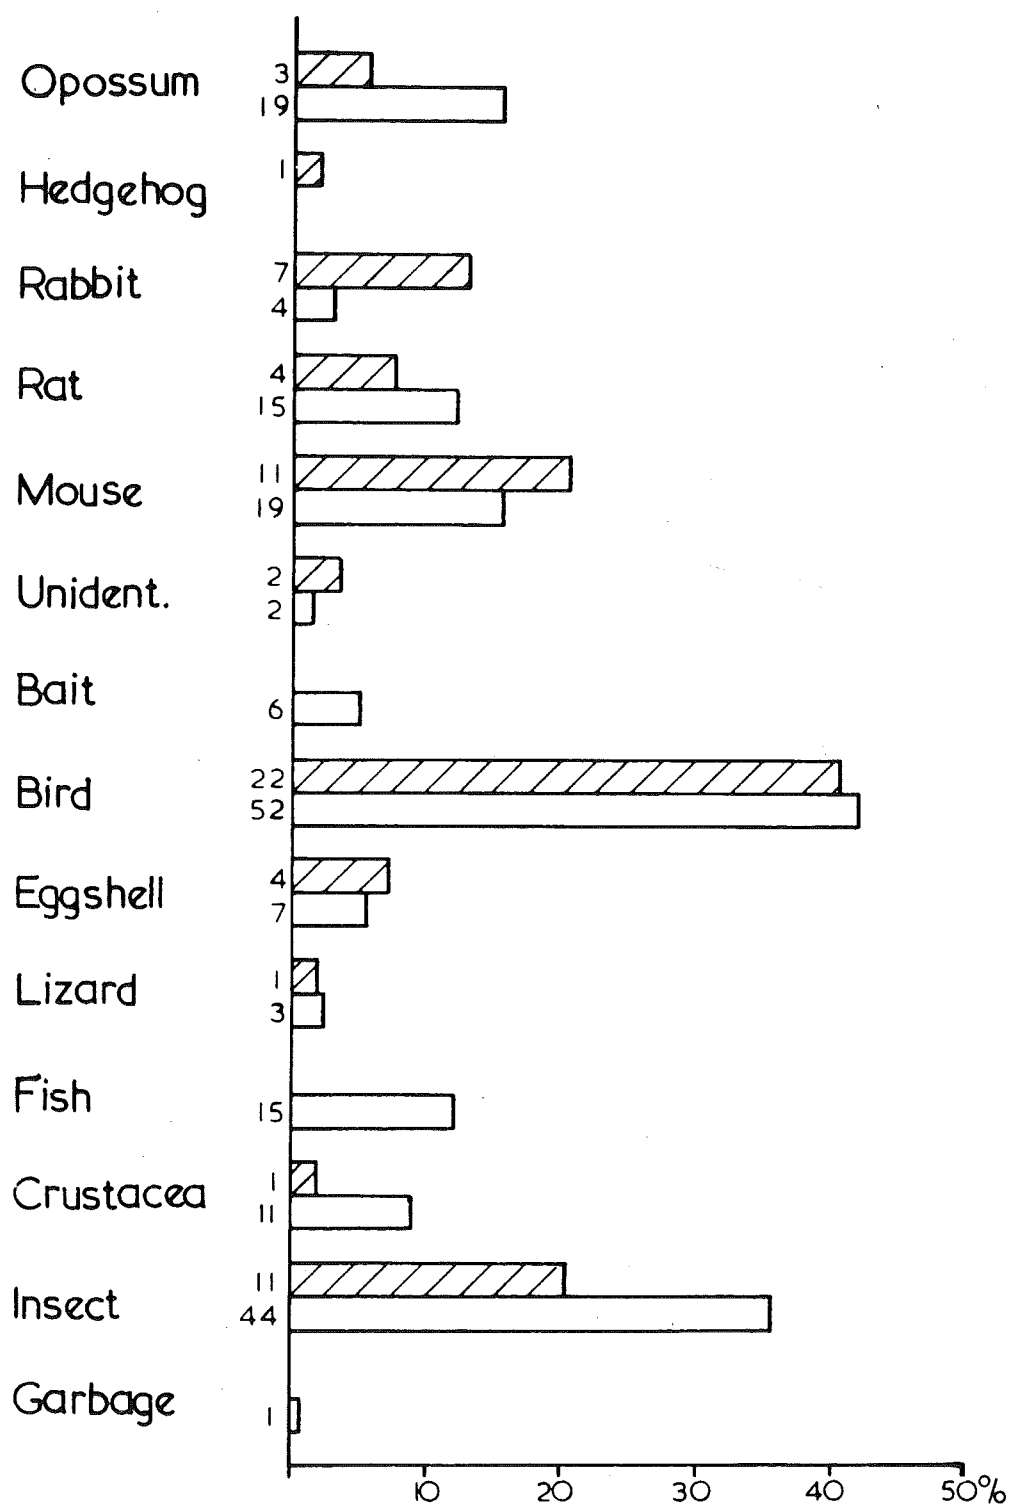 Opossum 3
19
Hedgehog 1
Rabbit 7
4
Rat 4
15
Mouse 11
19
Unident. 2
2
Bait
6
Bird 22
52
Eggshell 4
7
Lizard 1
3
Fish
15
Crustacea 1
11
Insect 11
44
Garbage
1
10 20 30 40 50%